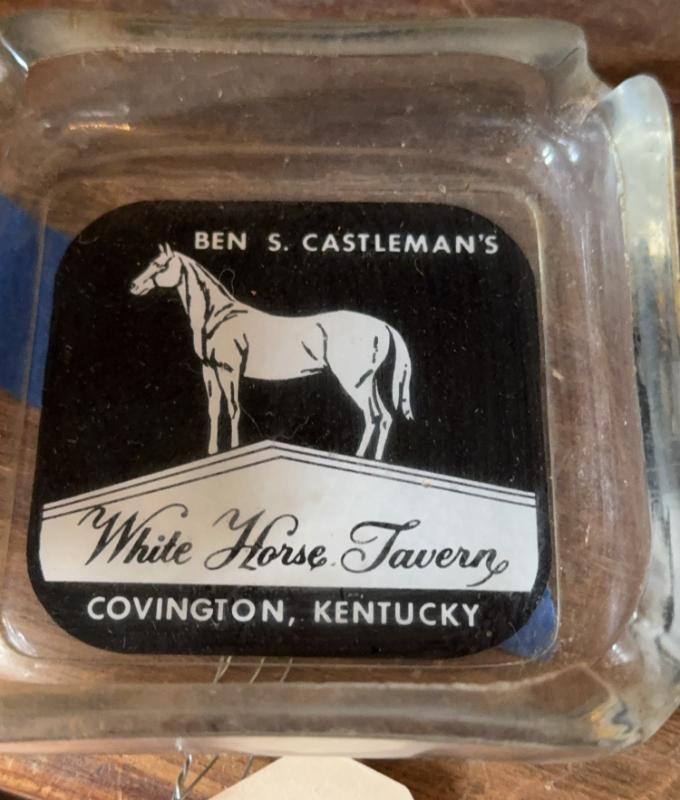 BEN S. CASTLEMAN'S
White Horse Tavern
COVINGTON, KENTUCKY